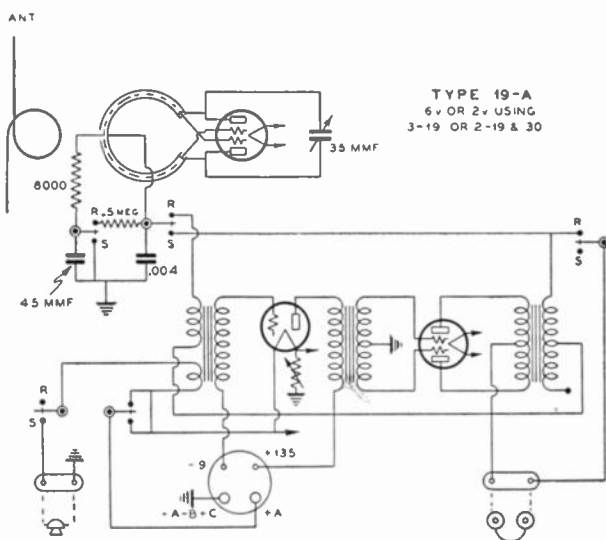 ANT
TYPE 19-A
6v OR 2v USING
3-19 OR 2-19 & 30
35 MMF
6000
R .5 MEG R
S S
.004
45 MMF
R
S
R
S
-9 +135
-A-B+C +A